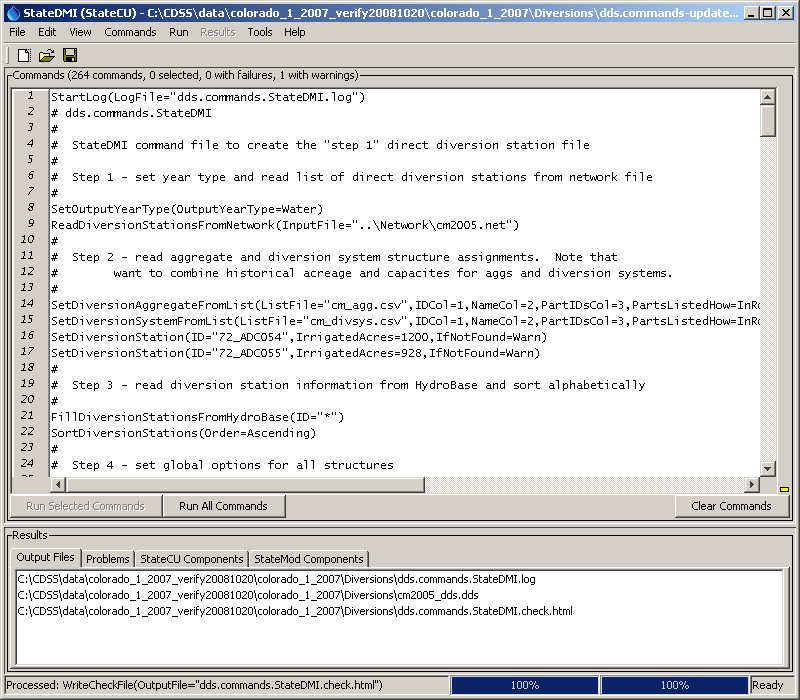 StateDMI (StateCU) - C:\CDSS\data\colorado_1_2007_verify20081020\colorado_1_2007\Diversions\dds.commands-update...
File Edit View Commands Run Results Tools Help
Commands (264 commands, 0 selected, 0 with failures, 1 with warnings)
1 StartLog(LogFile="dds.commands.StateDMI.log")
2 # dds.commands.StateDMI
3 #
4 #  StateDMI command file to create the "step 1" direct diversion station file
5 #
6 #  Step 1 - set year type and read list of direct diversion stations from network file
7 #
8 SetOutputYearType(OutputYearType=Water)
9 ReadDiversionStationsFromNetwork(InputFile="..\Network\cm2005.net")
10 #
11 #  Step 2 - read aggregate and diversion system structure assignments.  Note that
12 #        want to combine historical acreage and capacites for aggs and diversion systems.
13 #
14 SetDiversionAggregateFromList(ListFile="cm_agg.csv",IDCol=1,NameCol=2,PartIDsCol=3,PartsListedHow=InRo
15 SetDiversionSystemFromList(ListFile="cm_divsys.csv",IDCol=1,NameCol=2,PartIDsCol=3,PartsListedHow=InRo
16 SetDiversionStation(ID="72_ADC054",IrrigatedAcres=1200,IfNotFound=Warn)
17 SetDiversionStation(ID="72_ADC055",IrrigatedAcres=928,IfNotFound=Warn)
18 #
19 #  Step 3 - read diversion station information from HydroBase and sort alphabetically
20 #
21 FillDiversionStationsFromHydroBase(ID="*")
22 SortDiversionStations(Order=Ascending)
23 #
24 #  Step 4 - set global options for all structures
Run Selected Commands Run All Commands Clear Commands
Results
Output Files Problems StateCU Components StateMod Components
C:\CDSS\data\colorado_1_2007_verify20081020\colorado_1_2007\Diversions\dds.commands.StateDMI.log
C:\CDSS\data\colorado_1_2007_verify20081020\colorado_1_2007\Diversions\cm2005_dds.dds
C:\CDSS\data\colorado_1_2007_verify20081020\colorado_1_2007\Diversions\dds.commands.StateDMI.check.html
Processed: WriteCheckFile(OutputFile="dds.commands.StateDMI.check.html") 100% 100% Ready